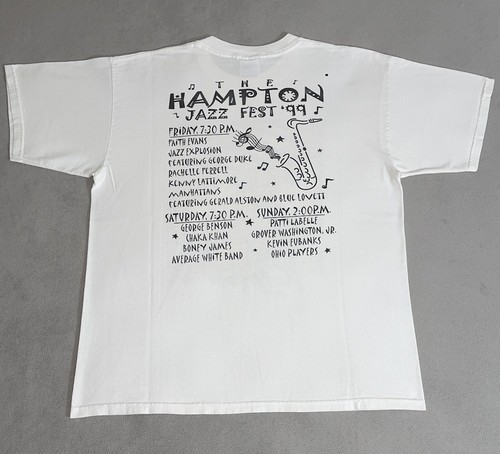 THE
HAMPTON
JAZZ FEST '99
FRIDAY, 7:30 P.M.
FAITH EVANS
JAZZ EXPLOSION
FEATURING GEORGE DUKE
RACHELLE FERRELL
KENNY LATTIMORE
MANHATTANS
FEATURING GERALD ALSTON AND BLUE LOVETT
SATURDAY, 7:30 P.M.
GEORGE BENSON
CHAKA KHAN
BONEY JAMES
AVERAGE WHITE BAND
SUNDAY, 2:00P.M.
PATTI LABELLE
GROVER WASHINGTON, JR.
KEVIN EUBANKS
OHIO PLAYERS